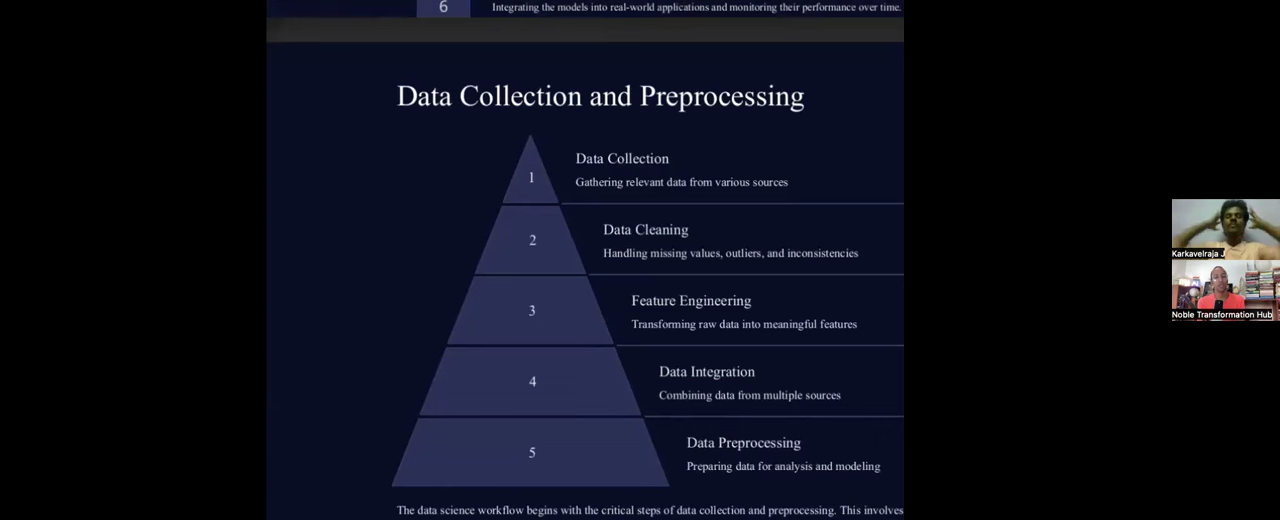 6
Integrating the models into real-world applications and monitoring their performance over time.
Data Collection and Preprocessing
1
Data Collection
Gathering relevant data from various sources
2
Data Cleaning
Handling missing values, outliers, and inconsistencies
3
Feature Engineering
Transforming raw data into meaningful features
4
Data Integration
Combining data from multiple sources
5
Data Preprocessing
Preparing data for analysis and modeling
The data science workflow begins with the critical steps of data collection and preprocessing. This involves
Karkavelraja J
Noble Transformation Hub